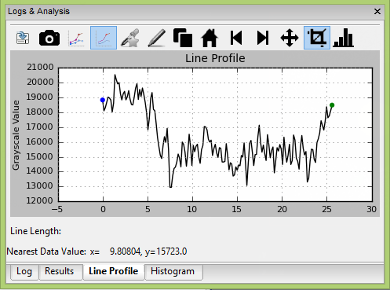 Logs & Analysis
Line Profile
21000
20000
19000
18000
17000
16000
15000
14000
13000
12000
Grayscale Value
−5 0 5 10 15 20 25 30
Line Length:
Nearest Data Value: x= 9.80804, y=15723.0
Log Results Line Profile Histogram